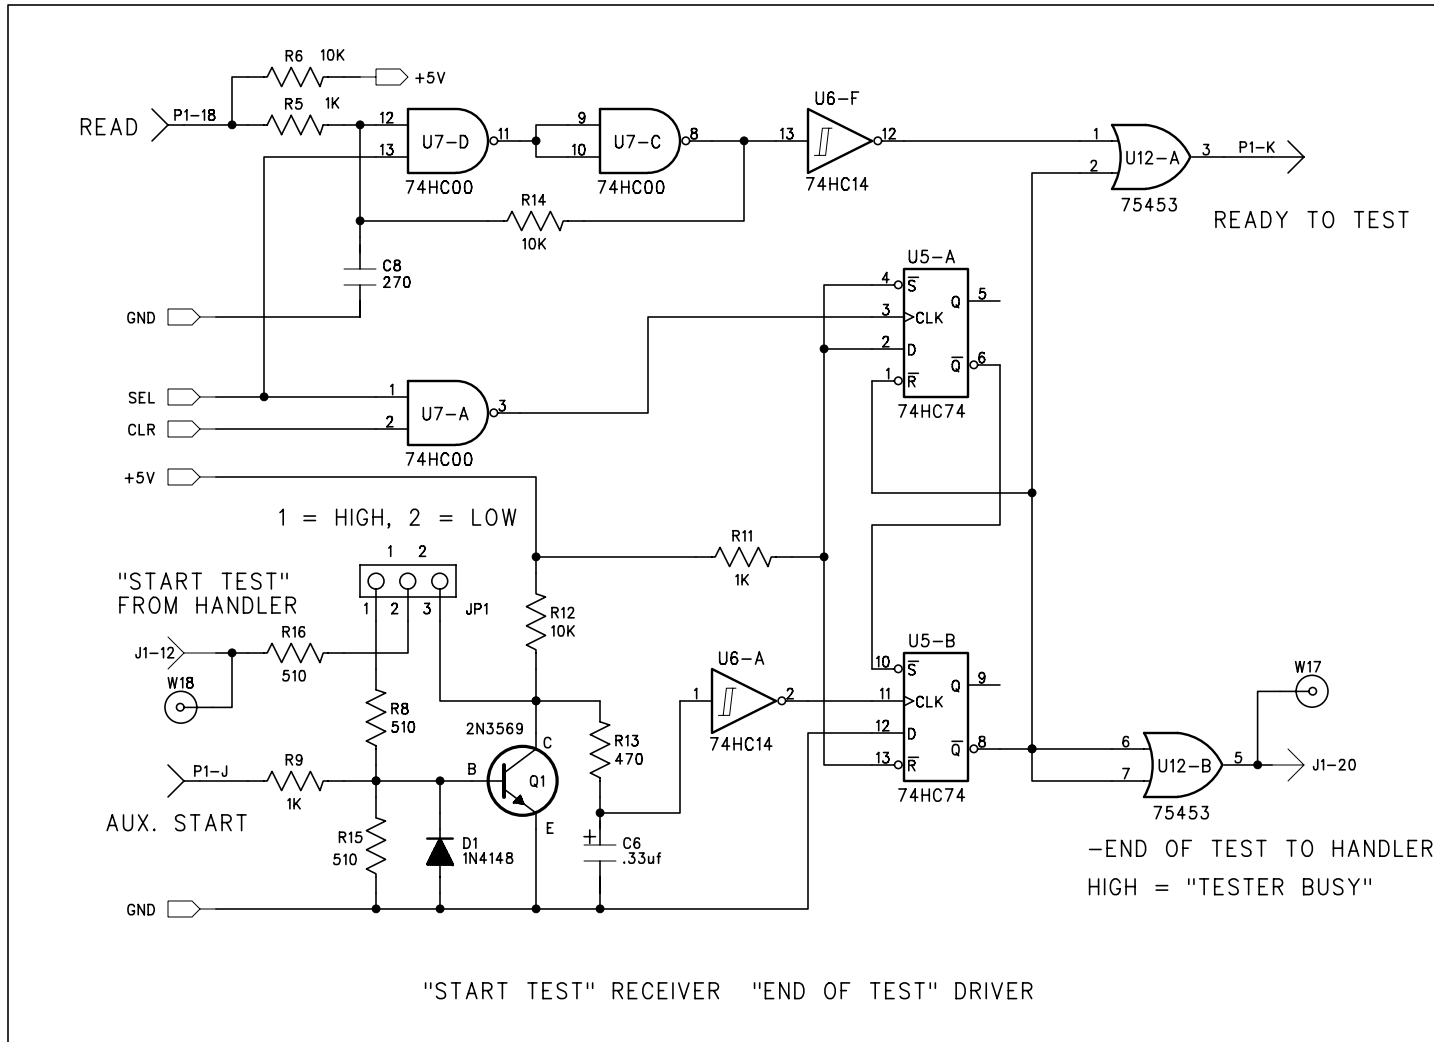 R6 10K
+5V
R5 1K
READ
P1-18
12
13
U7-D
11
74HC00
9
10
U7-C
8
74HC00
U6-F
13
12
74HC14
1
2
U12-A
3
75453
P1-K
READY TO TEST
R14
10K
C8
270
GND
U5-A
4
S
3
CLK
2
D
1
R
Q
5
Q
6
74HC74
SEL
CLR
1
2
U7-A
3
74HC00
+5V
1 = HIGH, 2 = LOW
1 2
1 2 3
JP1
"START TEST"
FROM HANDLER
J1-12
R16
510
W18
R8
510
R11
1K
R12
10K
2N3569
C
B
Q1
E
R13
470
U6-A
1
2
74HC14
U5-B
10
S
11
CLK
12
D
13
R
Q
9
Q
8
74HC74
W17
6
7
U12-B
5
75453
J1-20
P1-J
R9
1K
AUX. START
R15
510
D1
1N4148
+
C6
.33uf
GND
-END OF TEST TO HANDLER
HIGH = "TESTER BUSY"
"START TEST" RECEIVER "END OF TEST" DRIVER